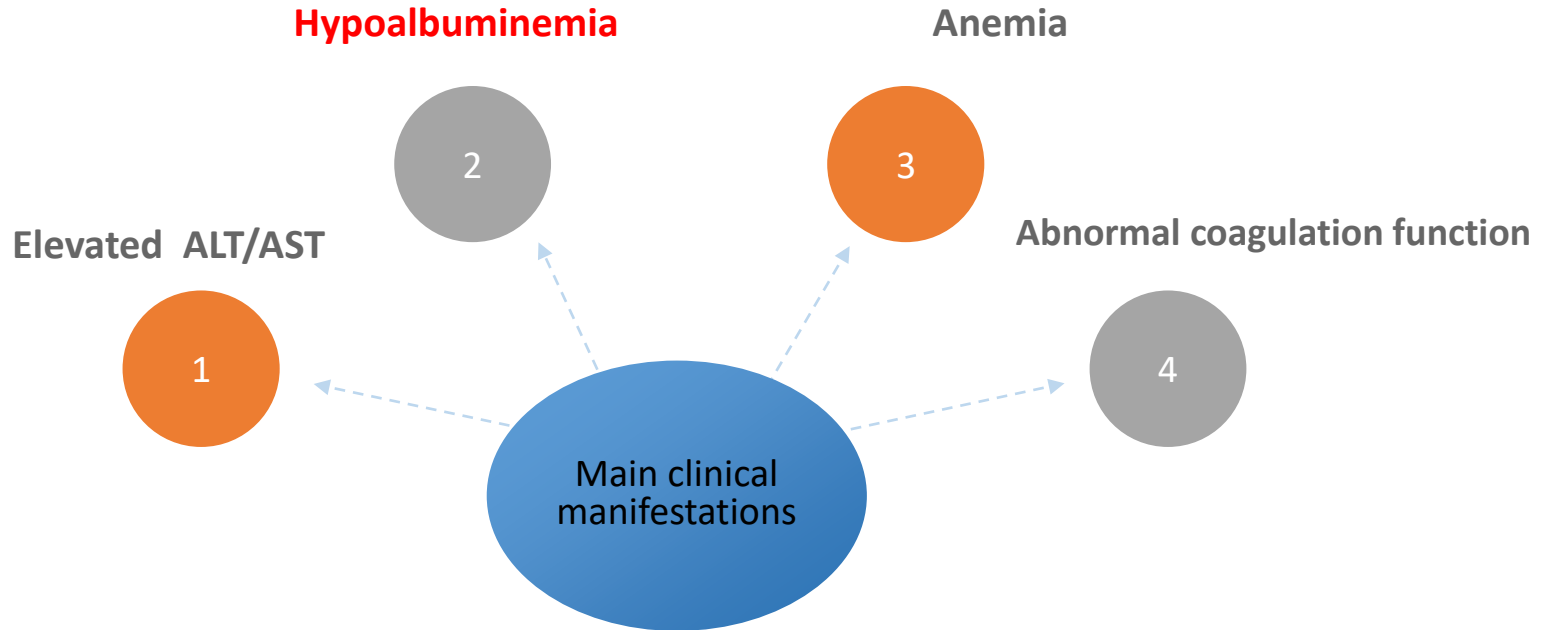 Hypoalbuminemia
Anemia
2
3
Elevated ALT/AST
Abnormal coagulation function
1
4
Main clinical
manifestations